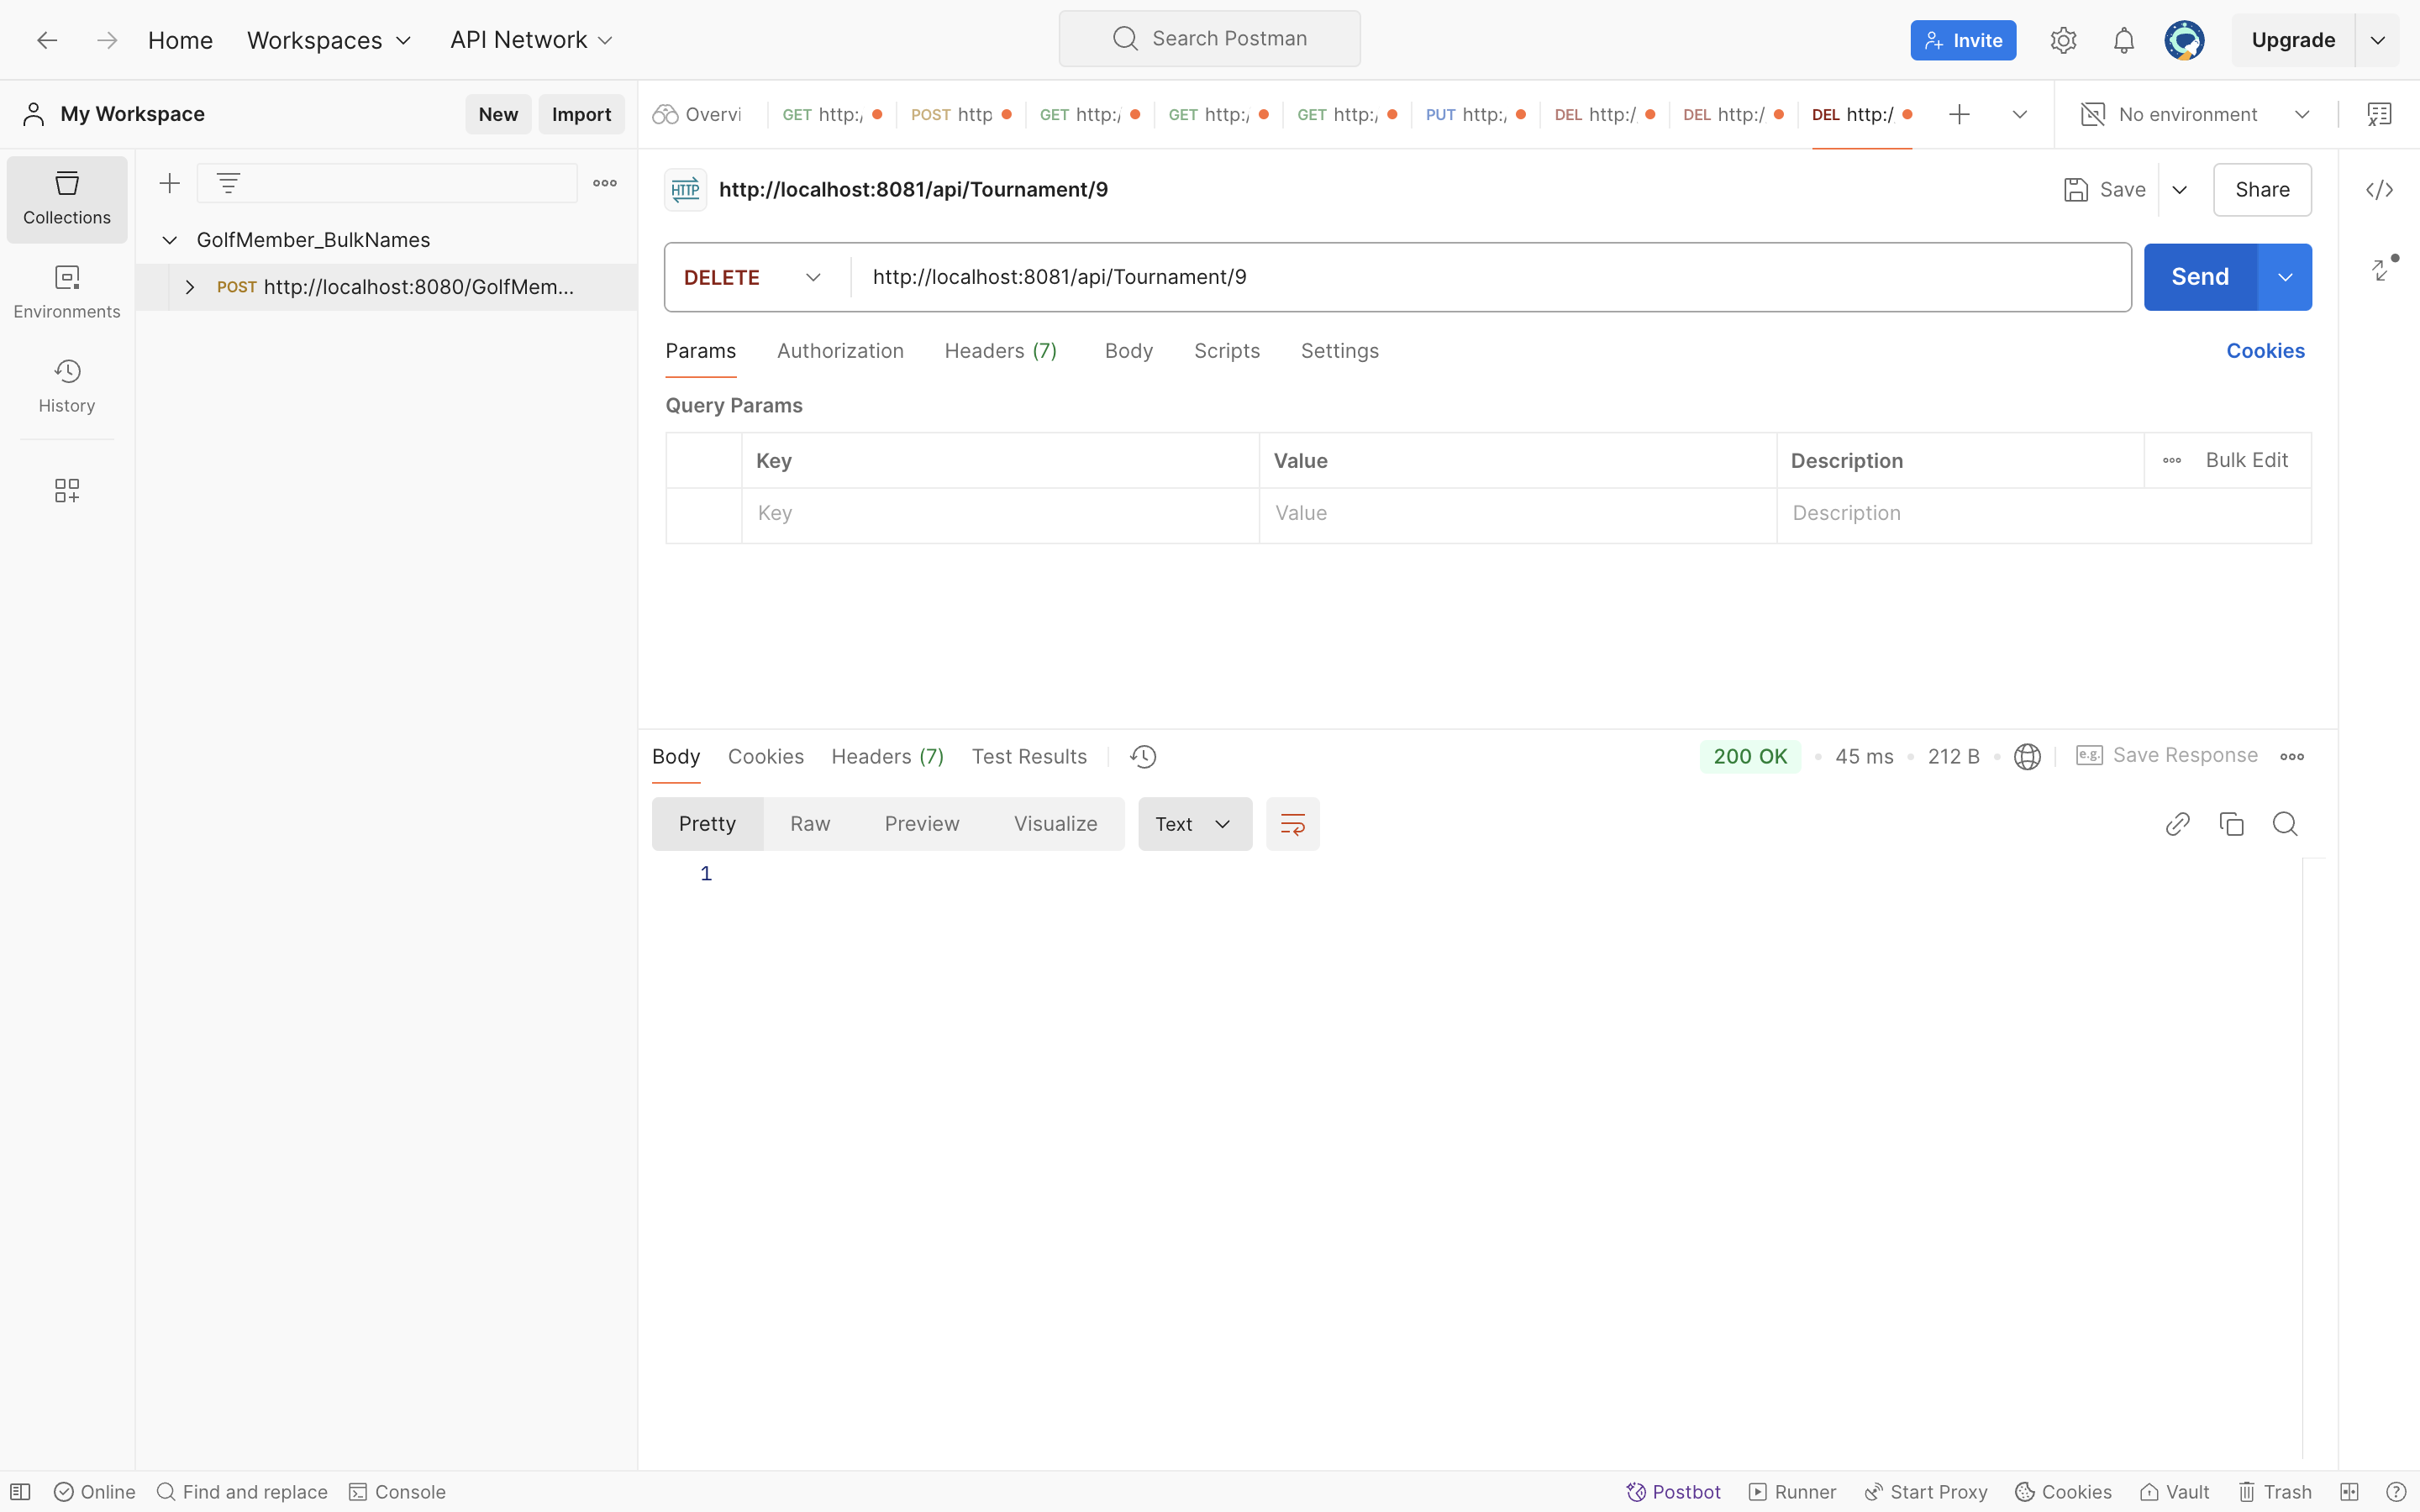 Home Workspaces API Network Search Postman Invite Upgrade
My Workspace New Import
Overvi GET http:/ POST http GET http:/ GET http:/ GET http:/ PUT http:/ DEL http:/ DEL http:/ DEL http:/ No environment
Collections
Environments
History
GolfMember_BulkNames
POST http://localhost:8080/GolfMem...
HTTP http://localhost:8081/api/Tournament/9 Save Share
DELETE http://localhost:8081/api/Tournament/9 Send
Params Authorization Headers (7) Body Scripts Settings Cookies
Query Params
Key Value Description Bulk Edit
Key Value Description
Body Cookies Headers (7) Test Results 200 OK 45 ms 212 B e.g. Save Response
Pretty Raw Preview Visualize Text
1
Online Find and replace Console Postbot Runner Start Proxy Cookies Vault Trash